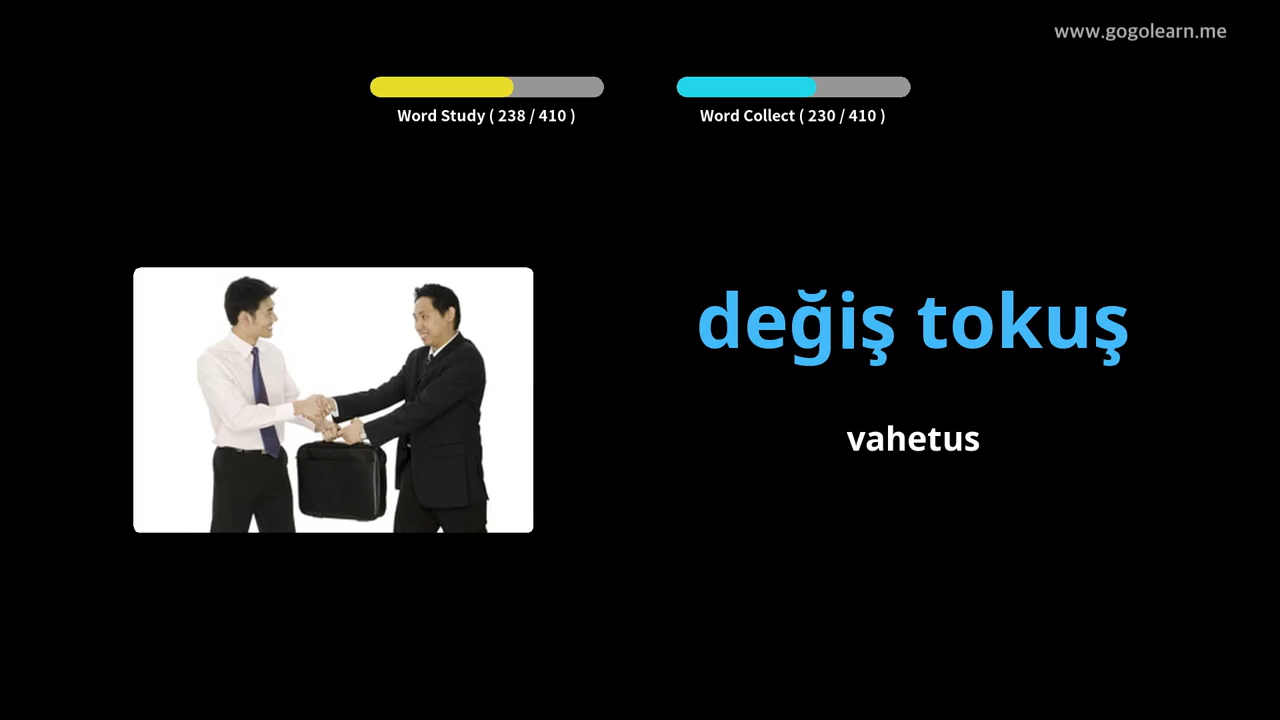 www.gogolearn.me
Word Study ( 238 / 410 )
Word Collect ( 230 / 410 )
değiş tokuş
vahetus